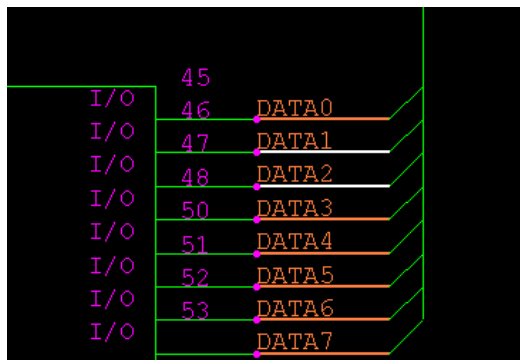 45
I/O
46 DATA0
I/O
47 DATA1
I/O
48 DATA2
I/O
50 DATA3
I/O
51 DATA4
I/O
52 DATA5
I/O
53 DATA6
I/O
DATA7